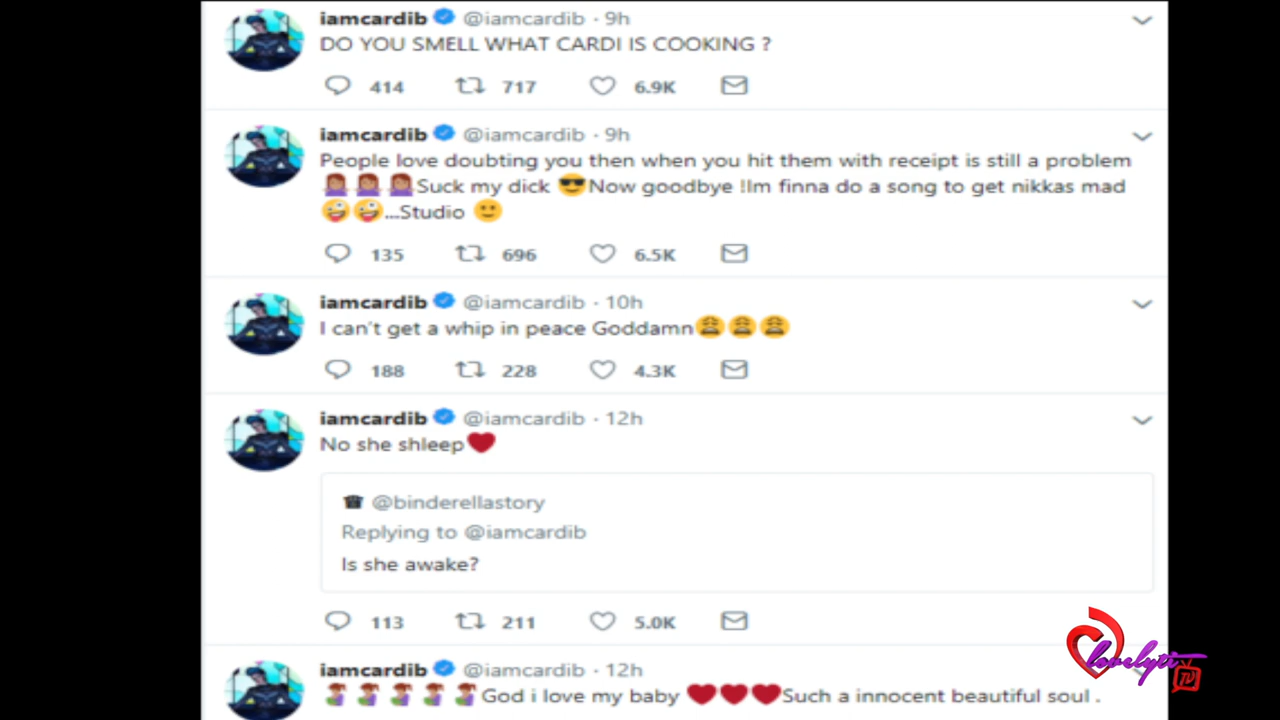 iamcardib @iamcardib · 9h
DO YOU SMELL WHAT CARDI IS COOKING ?
414 717 6.9K
iamcardib @iamcardib · 9h
People love doubting you then when you hit them with receipt is still a problem
🤷🏽‍♀️🤷🏽‍♀️🤷🏽‍♀️Suck my dick 😎Now goodbye !Im finna do a song to get nikkas mad
🤪🤪...Studio 🙂
135 696 6.5K
iamcardib @iamcardib · 10h
I can't get a whip in peace Goddamn😩😩😩
188 228 4.3K
iamcardib @iamcardib · 12h
No she shleep❤️
@binderellastory
Replying to @iamcardib
Is she awake?
113 211 5.0K
iamcardib @iamcardib · 12h
🤱🏽🤱🏽🤱🏽🤱🏽🤱🏽God i love my baby ❤️❤️❤️Such a innocent beautiful soul .
lovelyti
TV